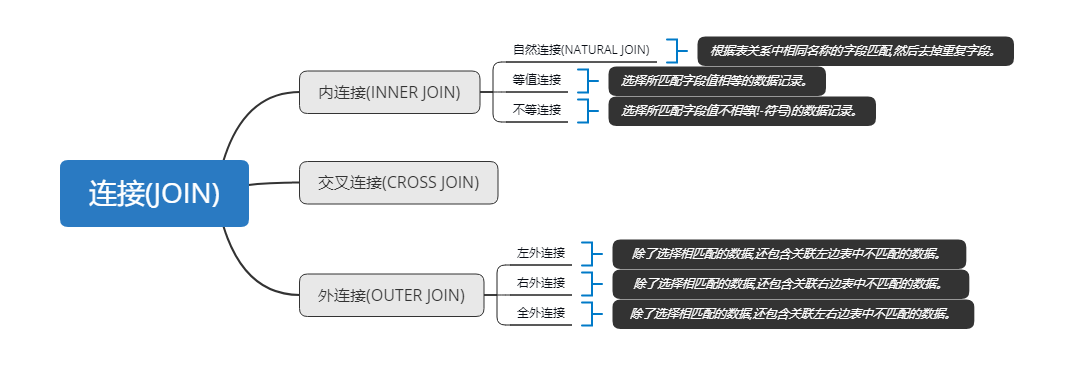 连接(JOIN)
内连接(INNER JOIN)
自然连接(NATURAL JOIN)
根据表关系中相同名称的字段匹配,然后去掉重复字段。
等值连接
选择所匹配字段值相等的数据记录。
不等连接
选择所匹配字段值不相等(!-符号)的数据记录。
交叉连接(CROSS JOIN)
外连接(OUTER JOIN)
左外连接
除了选择相匹配的数据,还包含关联左边表中不匹配的数据。
右外连接
除了选择相匹配的数据,还包含关联右边表中不匹配的数据。
全外连接
除了选择相匹配的数据,还包含关联左右边表中不匹配的数据。